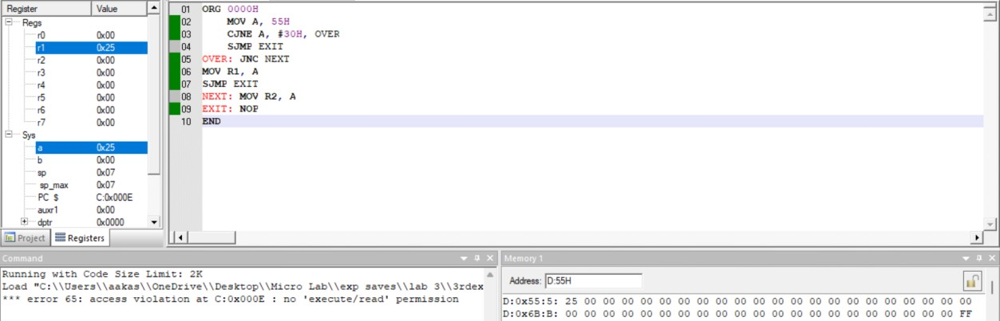 Register Value
Regs
r0 0x00
r1 0x25
r2 0x00
r3 0x00
r4 0x00
r5 0x00
r6 0x00
r7 0x00
Sys
a 0x25
b 0x00
sp 0x07
sp_max 0x07
PC $ C:0x000E
auxr1 0x00
dptr 0x0000
Project Registers
01 ORG 0000H
02 MOV A, 55H
03 CJNE A, #30H, OVER
04 SJMP EXIT
05 OVER: JNC NEXT
06 MOV R1, A
07 SJMP EXIT
08 NEXT: MOV R2, A
09 EXIT: NOP
10 END
Command
Running with Code Size Limit: 2K
Load "C:\\Users\\aakas\\OneDrive\\Desktop\\Micro Lab\\exp saves\\lab 3\\3rdex
*** error 65: access violation at C:0x000E : no 'execute/read' permission
Memory 1
Address: D:55H
D:0x55:5: 25 00 00 00 00 00 00 00 00 00 00 00 00 00 00 00 00 00 00 00 00 00
D:0x6B:B: 00 00 00 00 00 00 00 00 00 00 00 00 00 00 00 00 00 00 00 00 00 FF